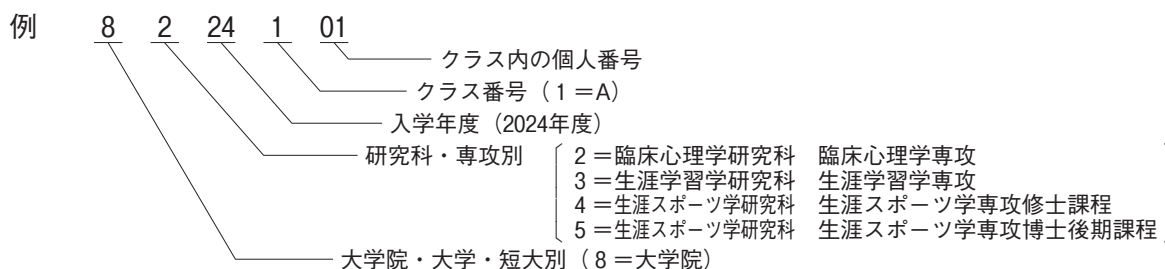 例 8 2 24 1 01
クラス内の個人番号
クラス番号（1＝A）
入学年度（2024年度）
研究科・専攻別 2＝臨床心理学研究科 臨床心理学専攻
3＝生涯学習学研究科 生涯学習学専攻
4＝生涯スポーツ学研究科 生涯スポーツ学専攻修士課程
5＝生涯スポーツ学研究科 生涯スポーツ学専攻博士後期課程
大学院・大学・短大別（8＝大学院）